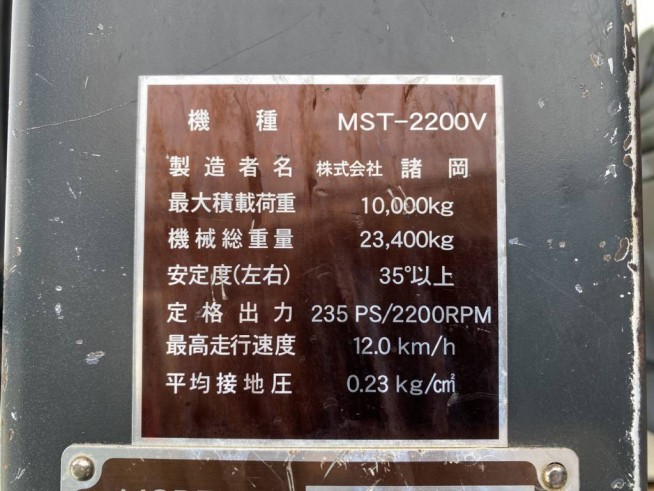 機種 MST-2200V
製造者名 株式会社 諸岡
最大積載荷重 10,000kg
機械総重量 23,400kg
安定度(左右) 35°以上
定格出力 235 PS/2200RPM
最高走行速度 12.0 km/h
平均接地圧 0.23 kg/c㎡